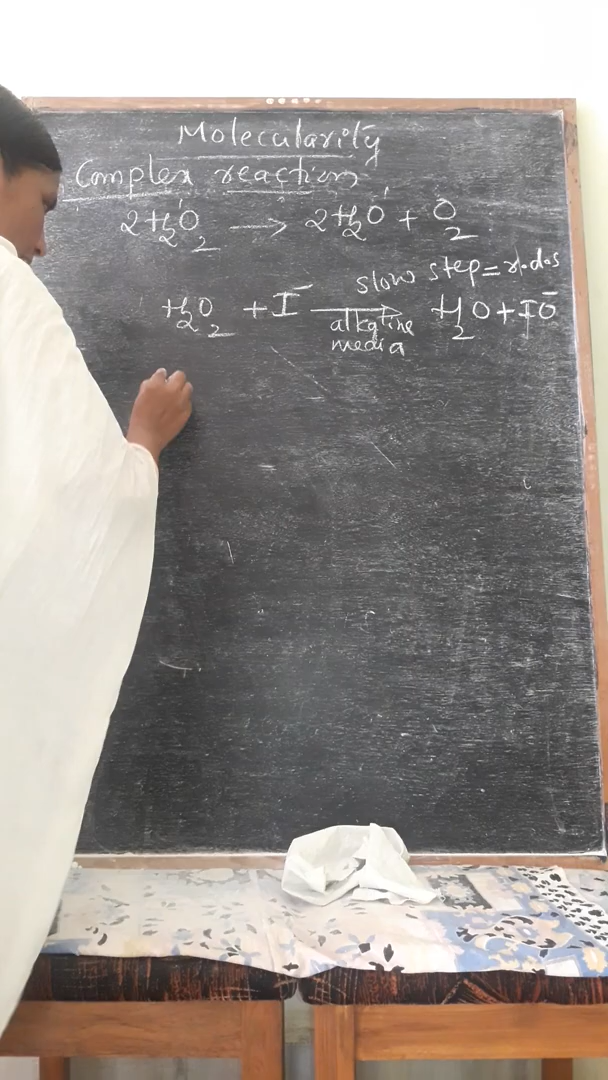 Molecularity
Complex reaction
2H₂O₂ → 2H₂O + O₂
slow step = r.d.s
H₂O₂ + I⁻ → H₂O + IO⁻
alkaline
media